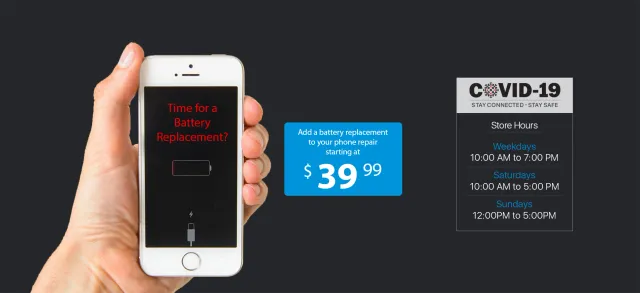 Time for a
Battery
Replacement?
Add a battery replacement
to your phone repair
starting at
$ 39 99
COVID-19
STAY CONNECTED - STAY SAFE
Store Hours
Weekdays
10:00 AM to 7:00 PM
Saturdays
10:00 AM to 5:00 PM
Sundays
12:00PM to 5:00PM